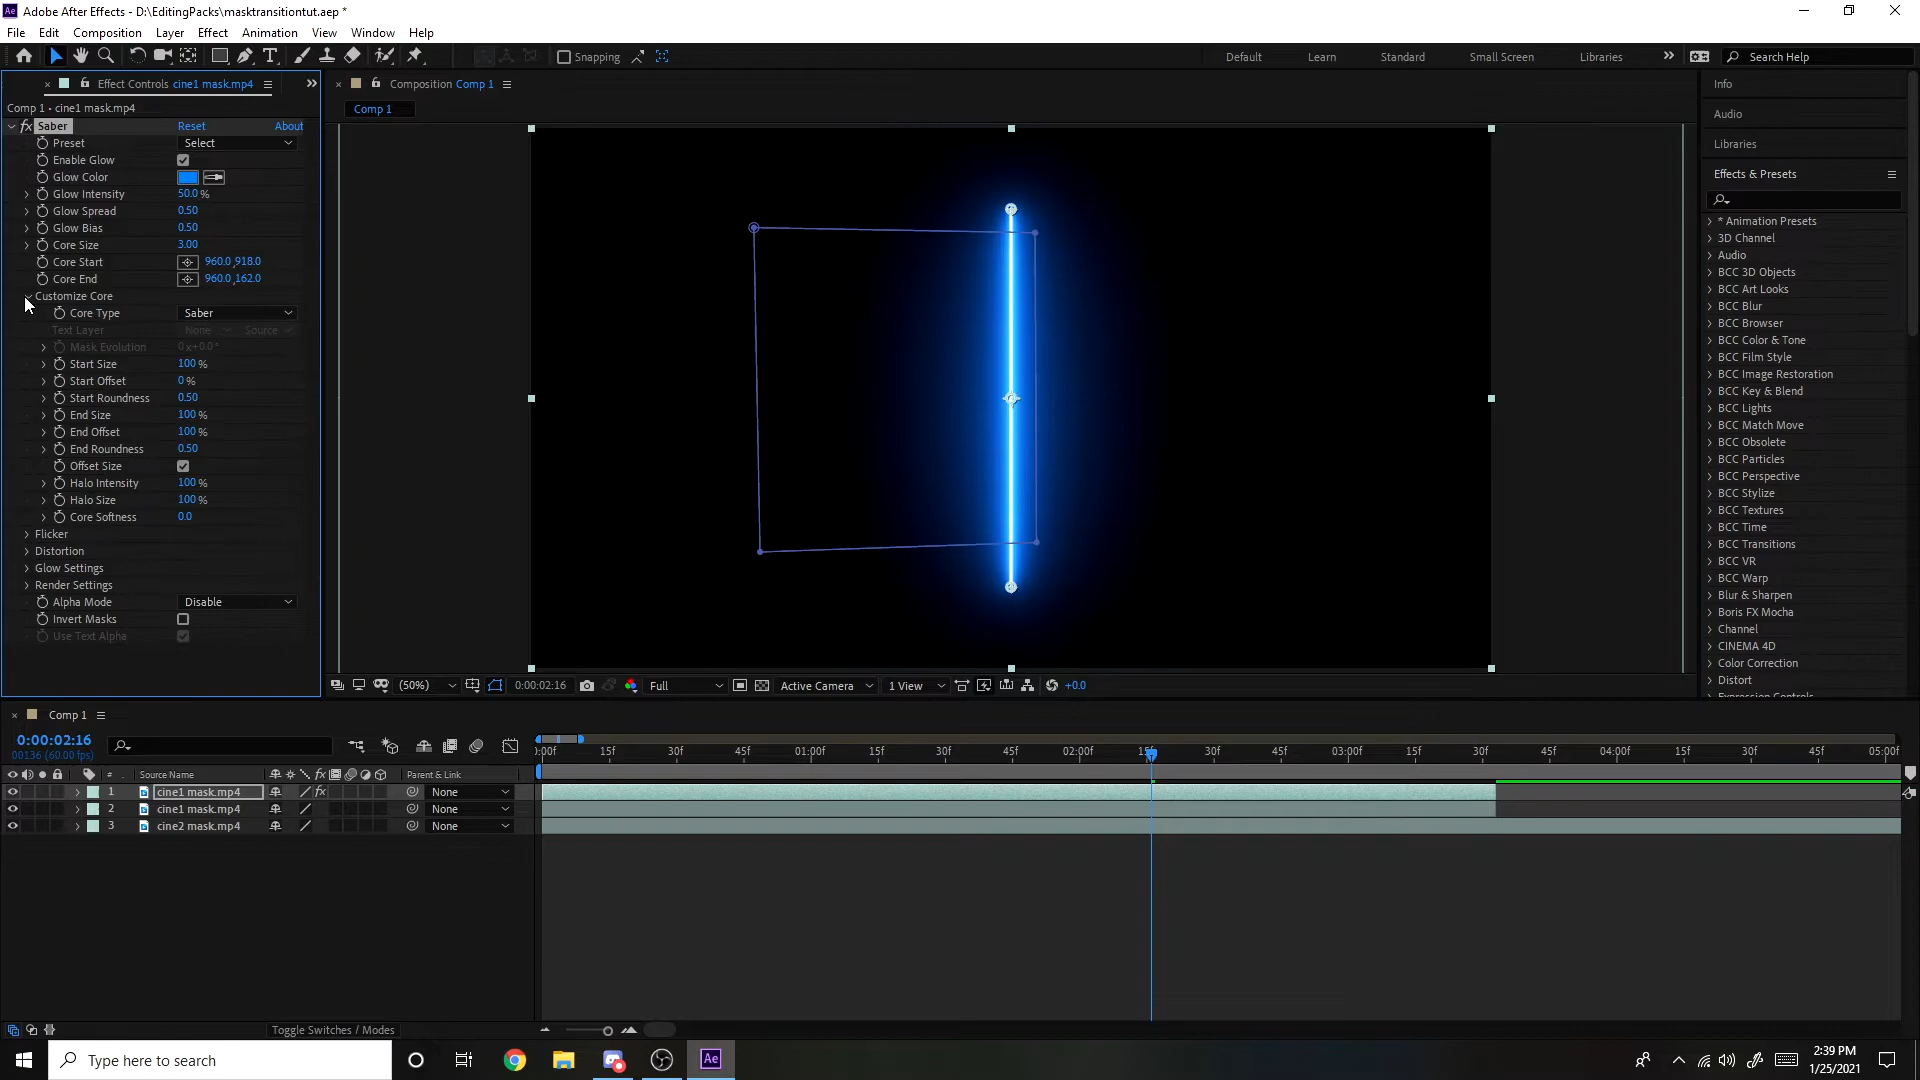 Adobe After Effects - D:\EditingPacks\masktransitiontut.aep *
File Edit Composition Layer Effect Animation View Window Help
Snapping
Default Learn Standard Small Screen Libraries Search Help
Effect Controls cine1 mask.mp4
Composition Comp 1
Comp 1 • cine1 mask.mp4
Comp 1
fx Saber Reset About
Preset Select
Enable Glow
Glow Color
Glow Intensity 50.0 %
Glow Spread 0.50
Glow Bias 0.50
Core Size 3.00
Core Start 960.0,918.0
Core End 960.0,162.0
Customize Core
Core Type Saber
Text Layer None Source
Mask Evolution 0x+0.0°
Start Size 100 %
Start Offset 0 %
Start Roundness 0.50
End Size 100 %
End Offset 100 %
End Roundness 0.50
Offset Size
Halo Intensity 100 %
Halo Size 100 %
Core Softness 0.0
Flicker
Distortion
Glow Settings
Render Settings
Alpha Mode Disable
Invert Masks
Use Text Alpha
(50%) 0:00:02:16 Full Active Camera 1 View +0.0
Info
Audio
Libraries
Effects & Presets
* Animation Presets
3D Channel
Audio
BCC 3D Objects
BCC Art Looks
BCC Blur
BCC Browser
BCC Color & Tone
BCC Film Style
BCC Image Restoration
BCC Key & Blend
BCC Lights
BCC Match Move
BCC Obsolete
BCC Particles
BCC Perspective
BCC Stylize
BCC Textures
BCC Time
BCC Transitions
BCC VR
BCC Warp
Blur & Sharpen
Boris FX Mocha
Channel
CINEMA 4D
Color Correction
Distort
Expression Controls
Comp 1
0:00:02:16
00136 (60.00 fps)
):00f 15f 30f 45f 01:00f 15f 30f 45f 02:00f 15f 30f 45f 03:00f 15f 30f 45f 04:00f 15f 30f 45f 05:00f
# Source Name fx Parent & Link
1 cine1 mask.mp4 fx None
2 cine1 mask.mp4 None
3 cine2 mask.mp4 None
Toggle Switches / Modes
Type here to search
Ae
2:39 PM
1/25/2021